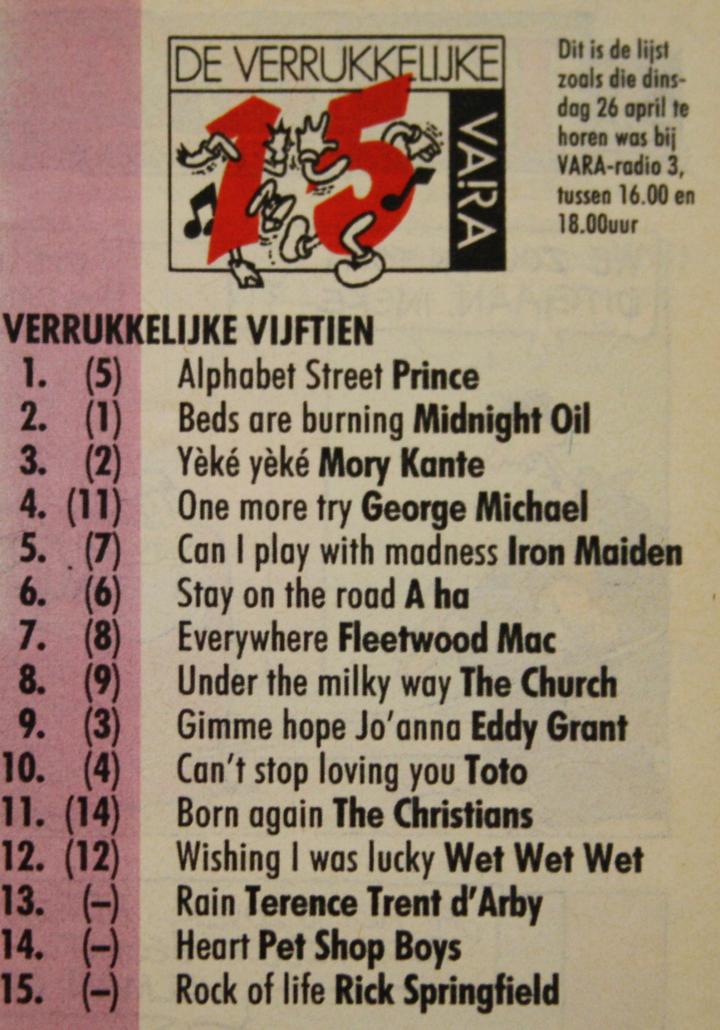 DE VERRUKKELIJKE
15
VARA
Dit is de lijst
zoals die dins-
dag 26 april te
horen was bij
VARA-radio 3,
tussen 16.00 en
18.00uur
VERRUKKELIJKE VIJFTIEN
1. (5) Alphabet Street Prince
2. (1) Beds are burning Midnight Oil
3. (2) Yèké yèké Mory Kante
4. (11) One more try George Michael
5. (7) Can I play with madness Iron Maiden
6. (6) Stay on the road A ha
7. (8) Everywhere Fleetwood Mac
8. (9) Under the milky way The Church
9. (3) Gimme hope Jo'anna Eddy Grant
10. (4) Can't stop loving you Toto
11. (14) Born again The Christians
12. (12) Wishing I was lucky Wet Wet Wet
13. (–) Rain Terence Trent d'Arby
14. (–) Heart Pet Shop Boys
15. (–) Rock of life Rick Springfield